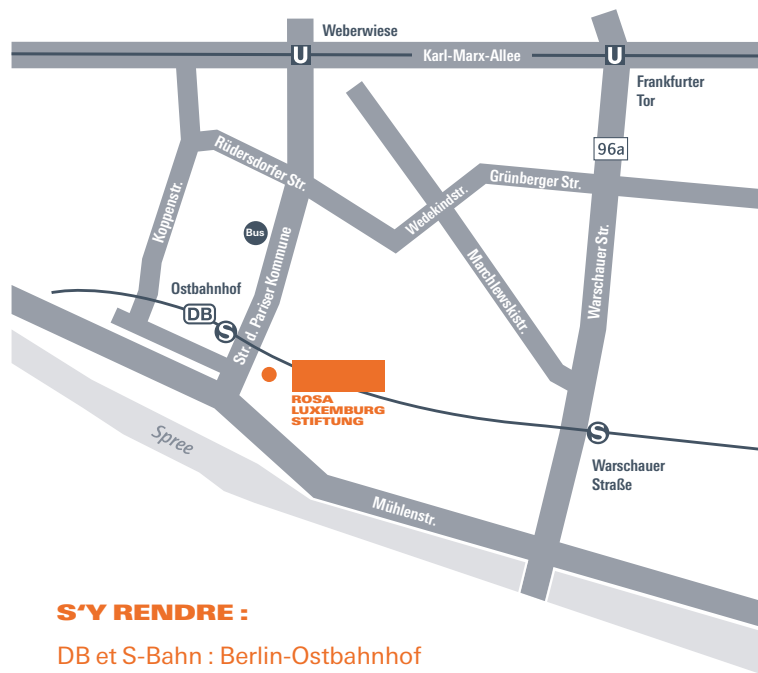 Weberwiese
U
Karl-Marx-Allee
U
Frankfurter
Tor
96a
Rüdersdorfer Str.
Grünberger Str.
Wedekindstr.
Koppenstr.
Bus
Str. d. Pariser Kommune
Marchlewskistr.
Warschauer Str.
Ostbahnhof
DB
S
ROSA
LUXEMBURG
STIFTUNG
Spree
S
Warschauer
Straße
Mühlenstr.
S'Y RENDRE :
DB et S-Bahn : Berlin-Ostbahnhof